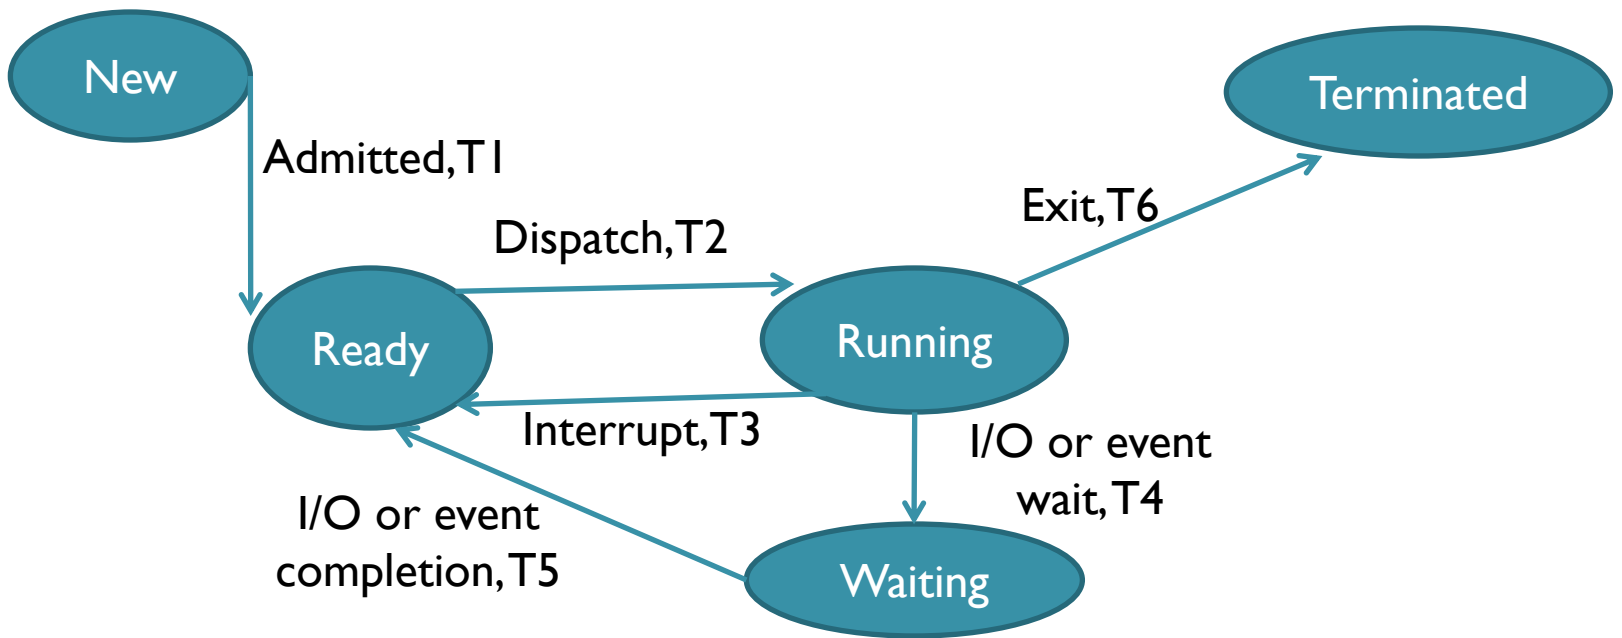 New
Terminated
Admitted, T1
Exit, T6
Dispatch, T2
Ready
Running
Interrupt, T3
I/O or event
wait, T4
I/O or event
completion, T5
Waiting